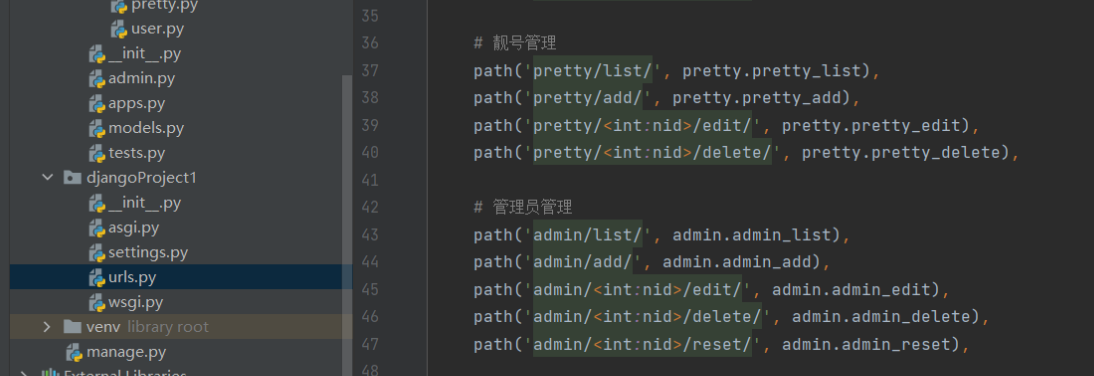 pretty.py
user.py
__init__.py
admin.py
apps.py
models.py
tests.py
djangoProject1
__init__.py
asgi.py
settings.py
urls.py
wsgi.py
venv library root
manage.py
External Libraries
35
36 # 靓号管理
37 path('pretty/list/', pretty.pretty_list),
38 path('pretty/add/', pretty.pretty_add),
39 path('pretty/<int:nid>/edit/', pretty.pretty_edit),
40 path('pretty/<int:nid>/delete/', pretty.pretty_delete),
41
42 # 管理员管理
43 path('admin/list/', admin.admin_list),
44 path('admin/add/', admin.admin_add),
45 path('admin/<int:nid>/edit/', admin.admin_edit),
46 path('admin/<int:nid>/delete/', admin.admin_delete),
47 path('admin/<int:nid>/reset/', admin.admin_reset),
48